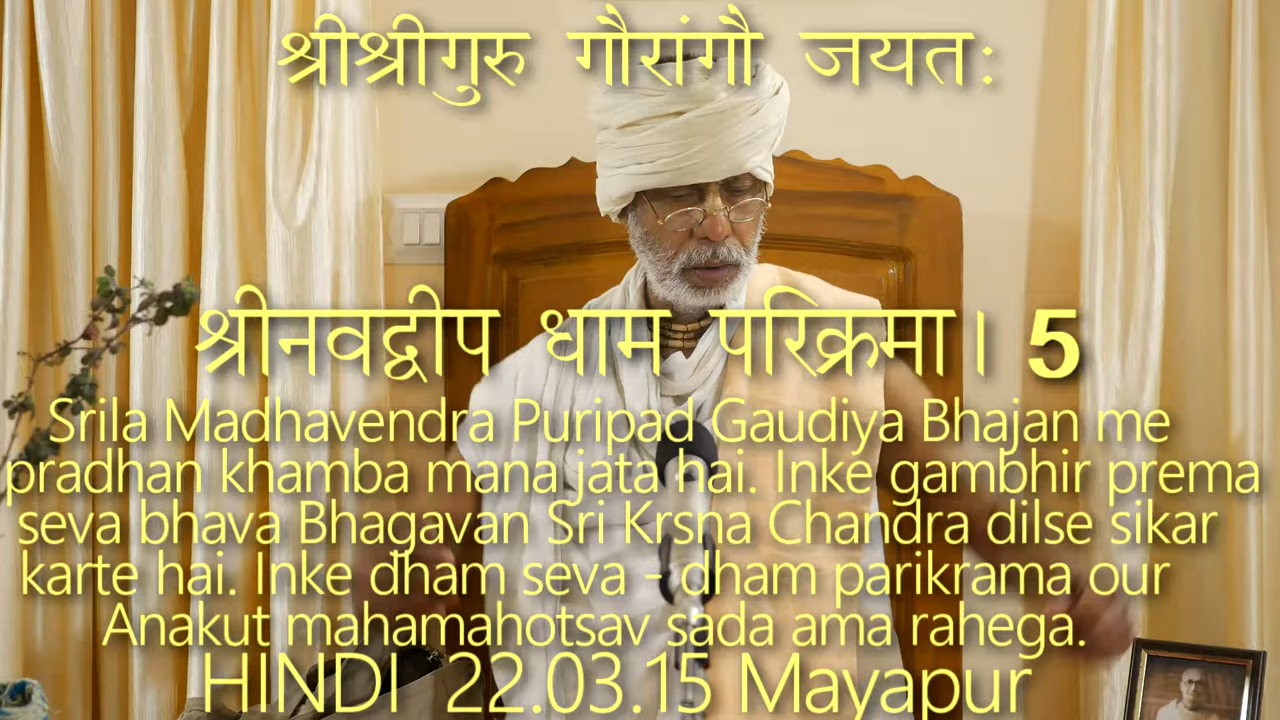 श्रीश्रीगुरु गौरांगौ जयतः
श्रीनवद्वीप धाम परिक्रमा। 5
Srila Madhavendra Puripad Gaudiya Bhajan me
pradhan khamba mana jata hai. Inke gambhir prema
seva bhava Bhagavan Sri Krsna Chandra dilse sikar
karte hai. Inke dham seva - dham parikrama our
Anakut mahamahotsav sada ama rahega.
HINDI 22.03.15 Mayapur